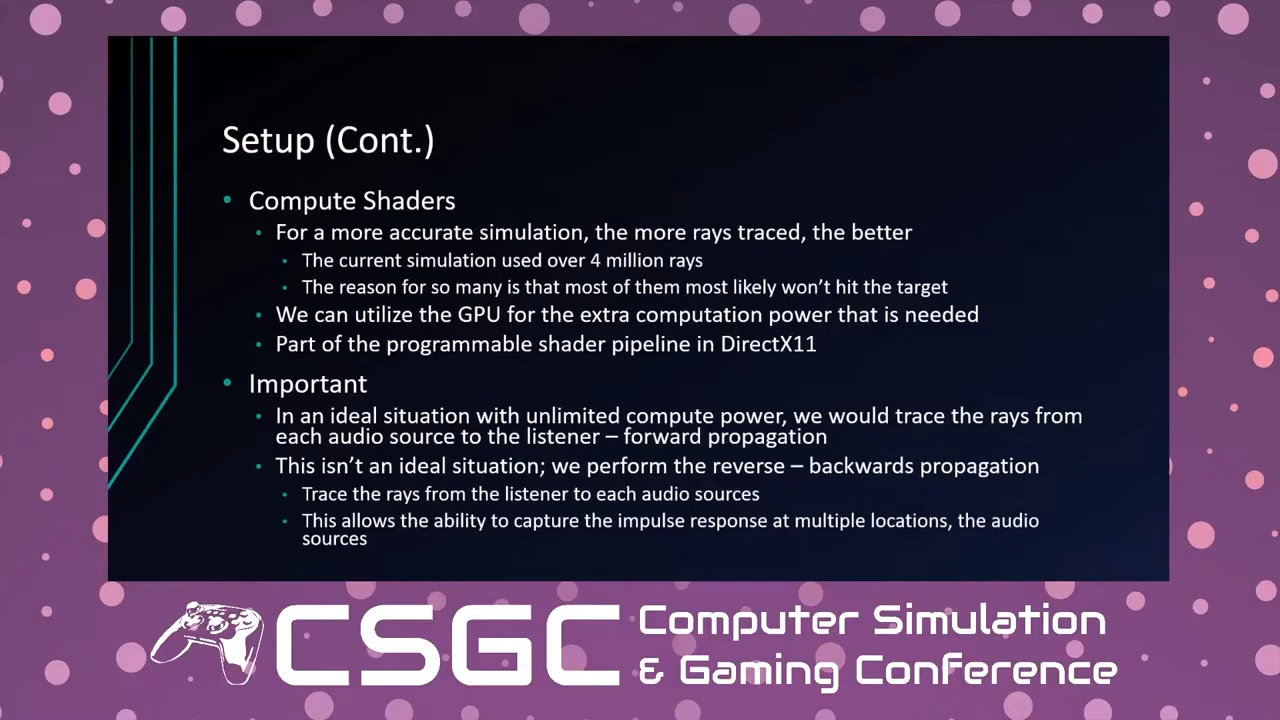 Setup (Cont.)
• Compute Shaders
• For a more accurate simulation, the more rays traced, the better
• The current simulation used over 4 million rays
• The reason for so many is that most of them most likely won't hit the target
• We can utilize the GPU for the extra computation power that is needed
• Part of the programmable shader pipeline in DirectX11
• Important
• In an ideal situation with unlimited compute power, we would trace the rays from
each audio source to the listener – forward propagation
• This isn't an ideal situation; we perform the reverse – backwards propagation
• Trace the rays from the listener to each audio sources
• This allows the ability to capture the impulse response at multiple locations, the audio
sources
CSGC
Computer Simulation
& Gaming Conference